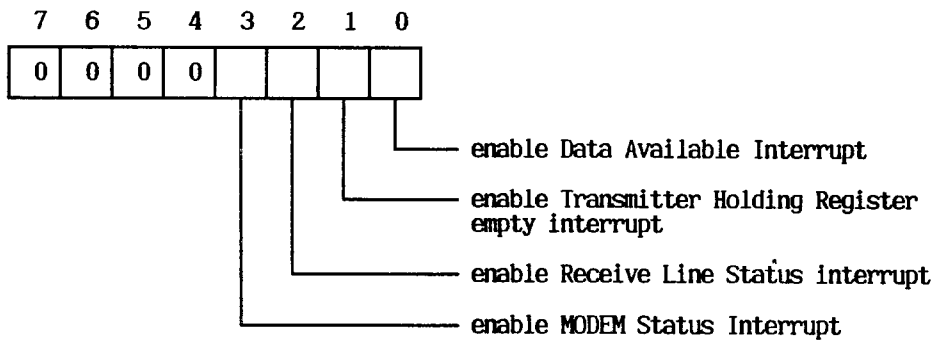 7 6 5 4 3 2 1 0
0 0 0 0
enable Data Available Interrupt
enable Transmitter Holding Register
empty interrupt
enable Receive Line Status interrupt
enable MODEM Status Interrupt